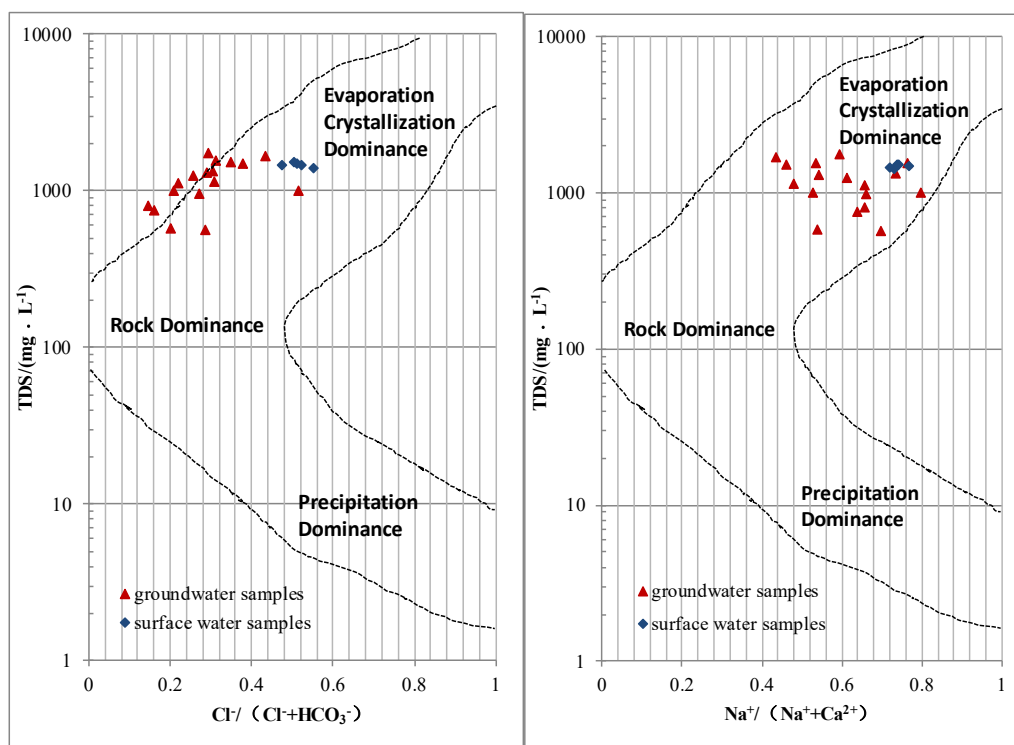 10000
1000
100
10
1
TDS/(mg · L⁻¹)
Evaporation
Crystallization
Dominance
Rock Dominance
Precipitation
Dominance
groundwater samples
surface water samples
0 0.2 0.4 0.6 0.8 1
Cl⁻/（Cl⁻+HCO₃⁻）
10000
1000
100
10
1
TDS/(mg · L⁻¹)
Evaporation
Crystallization
Dominance
Rock Dominance
Precipitation
Dominance
groundwater samples
surface water samples
0 0.2 0.4 0.6 0.8 1
Na⁺/（Na⁺+Ca²⁺）